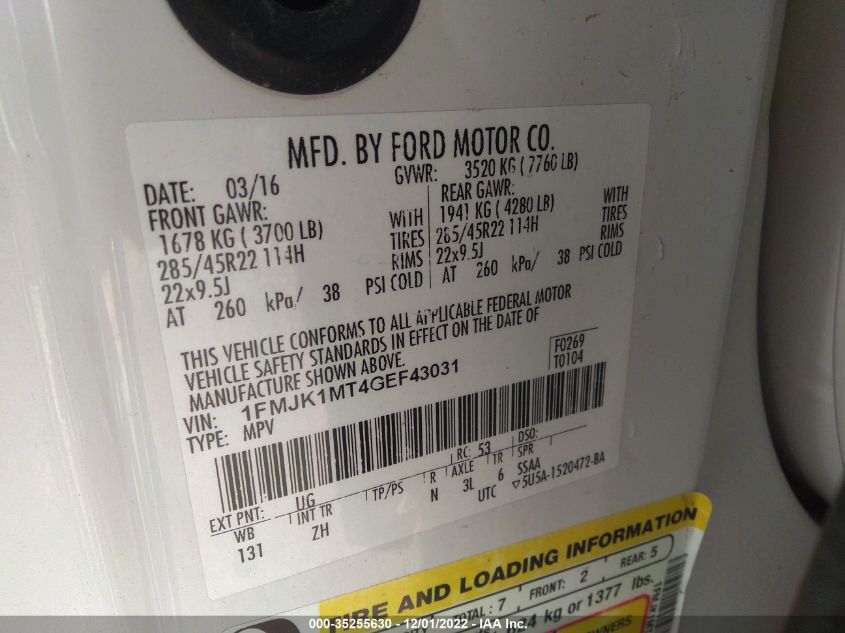 MFD. BY FORD MOTOR CO.
DATE: 03/16 GVWR: 3520 KG ( 7760 LB)
FRONT GAWR: REAR GAWR:
1678 KG ( 3700 LB) WITH 1941 KG ( 4280 LB) WITH
285/45R22 114H TIRES 285/45R22 114H TIRES
22x9.5J RIMS 22x9.5J RIMS
AT 260 kPa/ 38 PSI COLD AT 260 kPa/ 38 PSI COLD
THIS VEHICLE CONFORMS TO ALL APPLICABLE FEDERAL MOTOR
VEHICLE SAFETY STANDARDS IN EFFECT ON THE DATE OF
MANUFACTURE SHOWN ABOVE.
F0269
T0104
VIN: 1FMJK1MT4GEF43031
TYPE: MPV
EXT PNT: UG RC: 53 DSO:
WB INT TR TP/PS R AXLE TR SPR
131 ZH N 3L 6 SSAA
UTC ▽5U5A-1520472-BA
TIRE AND LOADING INFORMATION
TOTAL: 7 FRONT: 2 REAR: 5
kg or 1377 lbs.
OWNERS
000-35255630 - 12/01/2022 - IAA Inc.